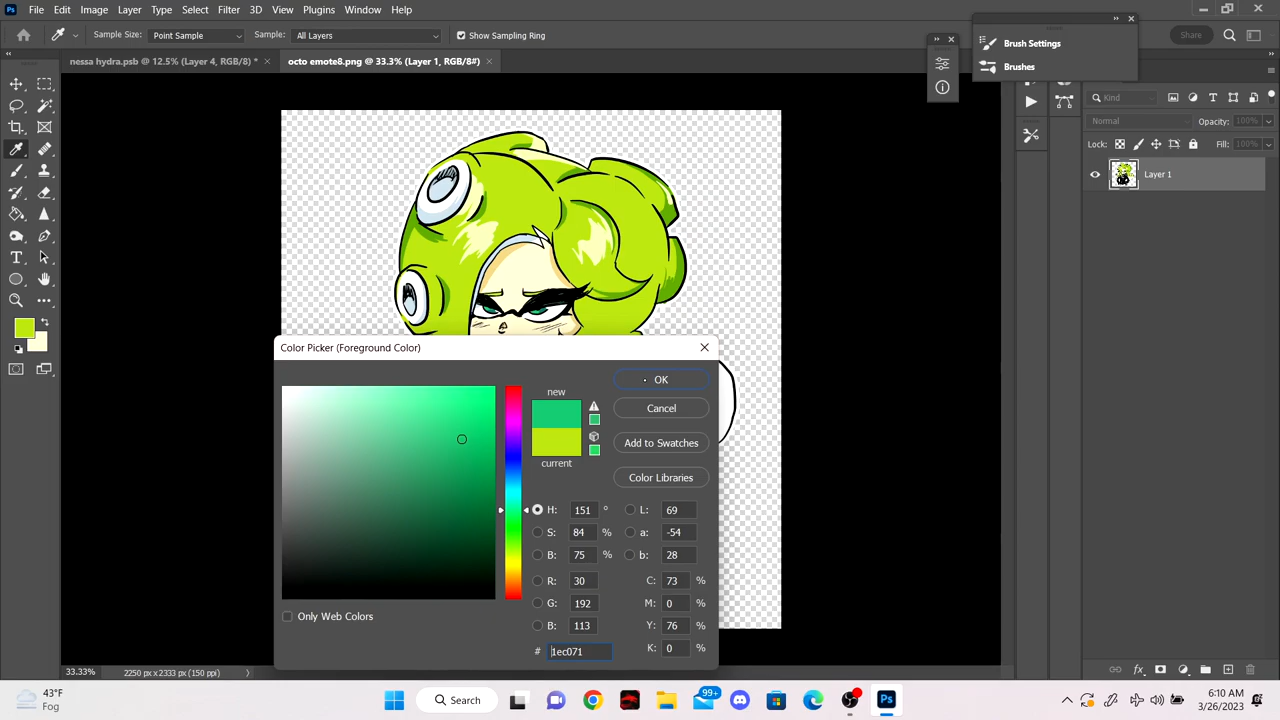 Ps File Edit Image Layer Type Select Filter 3D View Plugins Window Help
Sample Size: Point Sample Sample: All Layers Show Sampling Ring Share
Brush Settings
Brushes
nessa hydra.psb @ 12.5% (Layer 4, RGB/8) * × octo emote8.png @ 33.3% (Layer 1, RGB/8#) ×
Kind
Normal Opacity: 100%
Lock: Fill: 100%
Layer 1
Color Picker (Foreground Color)
new
current
OK
Cancel
Add to Swatches
Color Libraries
H: 151 ° L: 69
S: 84 % a: -54
B: 75 % b: 28
R: 30 C: 73 %
G: 192 M: 0 %
B: 113 Y: 76 %
# 1ec071 K: 0 %
Only Web Colors
33.33% 2250 px x 2333 px (150 ppi)
43°F
Fog
Search
99+
Ps
6:10 AM
3/26/2023